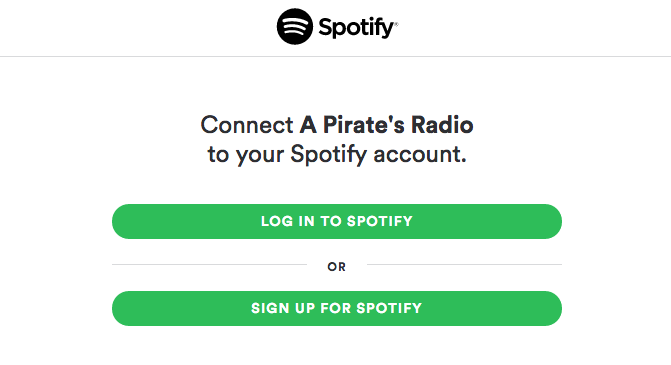 Spotify®
Connect A Pirate's Radio
to your Spotify account.
LOG IN TO SPOTIFY
OR
SIGN UP FOR SPOTIFY